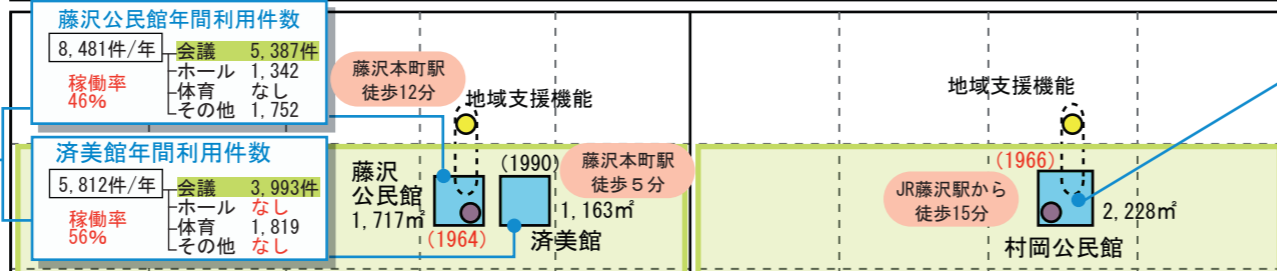 藤沢公民館年間利用件数
8,481件/年
会議 5,387件
ホール 1,342
体育 なし
その他 1,752
稼働率
46%
済美館年間利用件数
5,812件/年
会議 3,993件
ホール なし
体育 1,819
その他 なし
稼働率
56%
藤沢本町駅
徒歩12分
地域支援機能
藤沢
公民館
1,717㎡
(1964)
(1990)
藤沢本町駅
徒歩5分
1,163㎡
済美館
地域支援機能
(1966)
JR藤沢駅から
徒歩15分
2,228㎡
村岡公民館